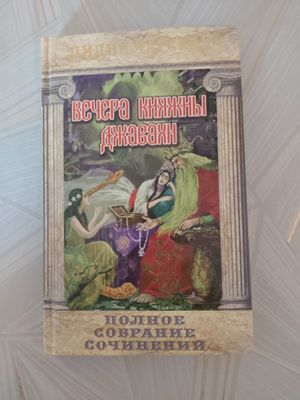 ВЕЧЕРА КНЯЖНЫ
ДЖАВАХИ
ПОЛНОЕ
СОБРАНИЕ
СОЧИНЕНИЙ